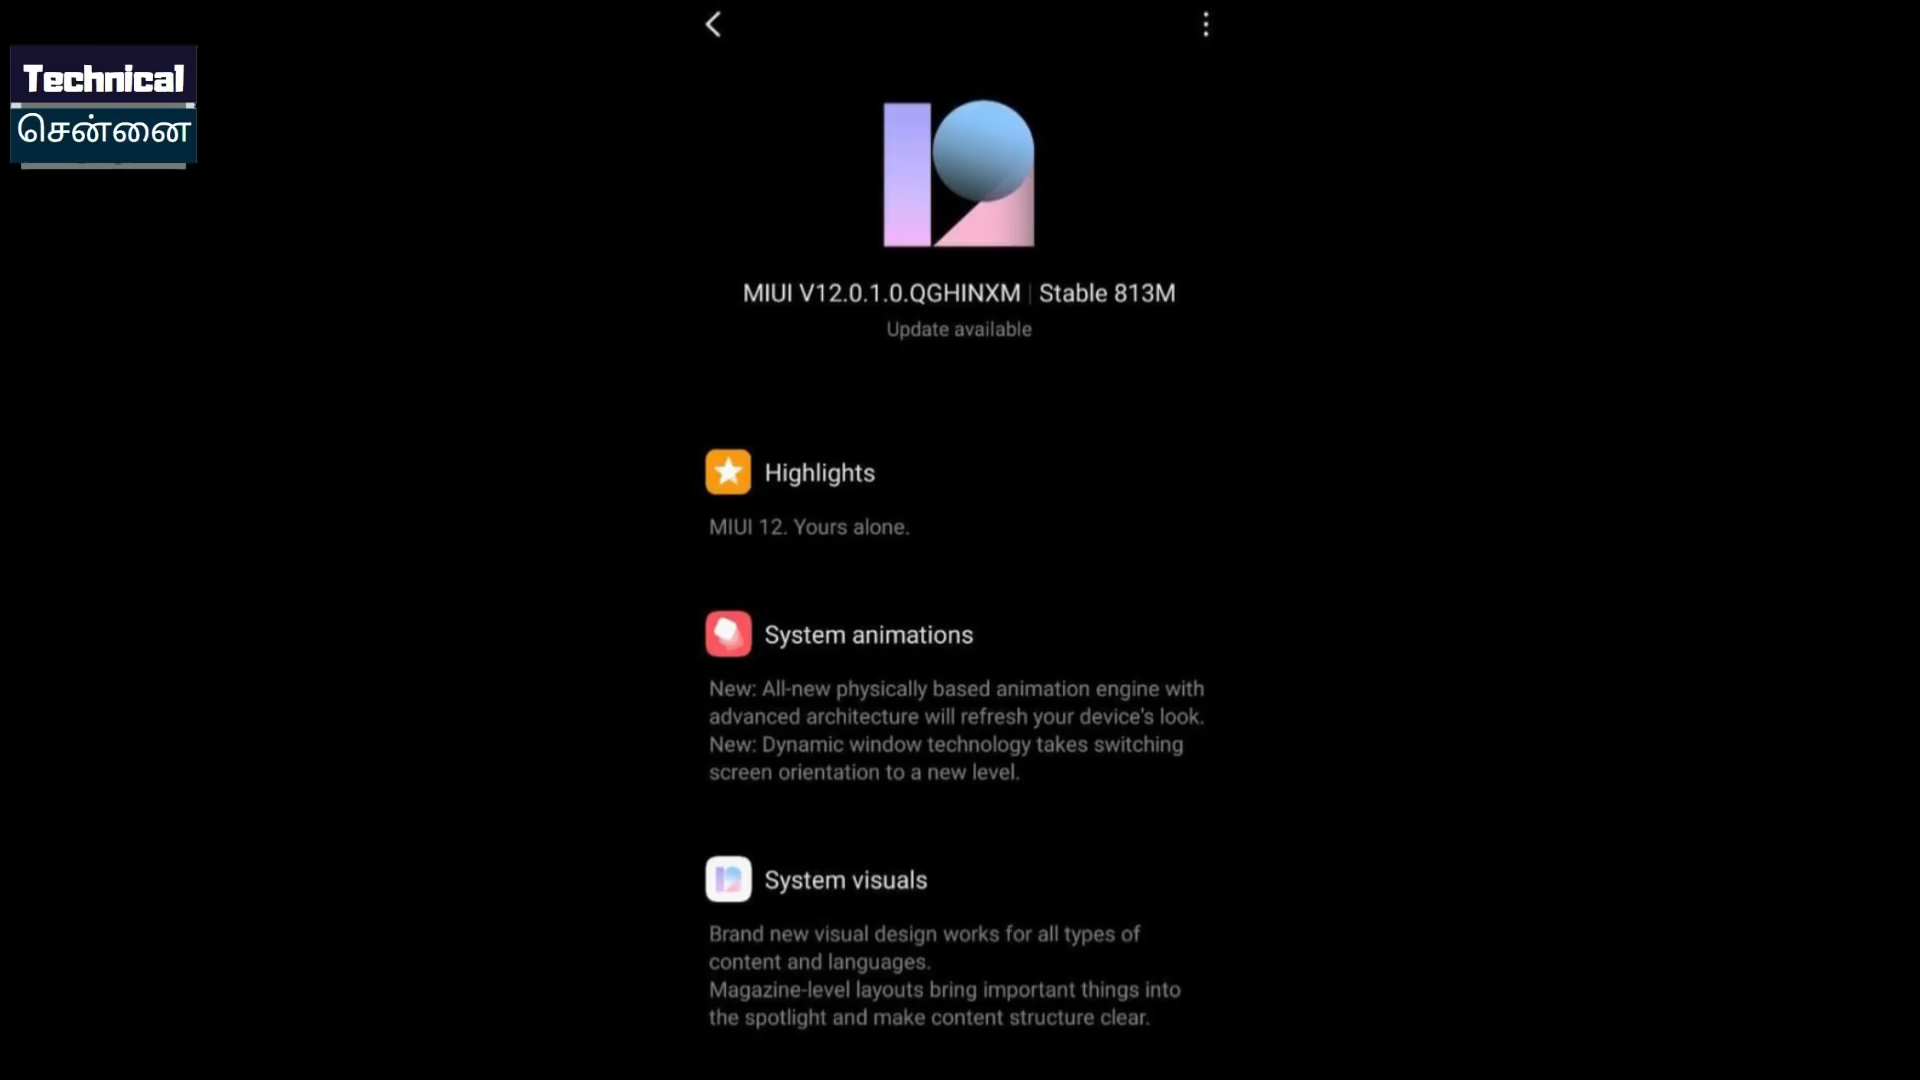 Technical
சென்னை
MIUI V12.0.1.0.QGHINXM | Stable 813M
Update available
Highlights
MIUI 12. Yours alone.
System animations
New: All-new physically based animation engine with
advanced architecture will refresh your device's look.
New: Dynamic window technology takes switching
screen orientation to a new level.
System visuals
Brand new visual design works for all types of
content and languages.
Magazine-level layouts bring important things into
the spotlight and make content structure clear.